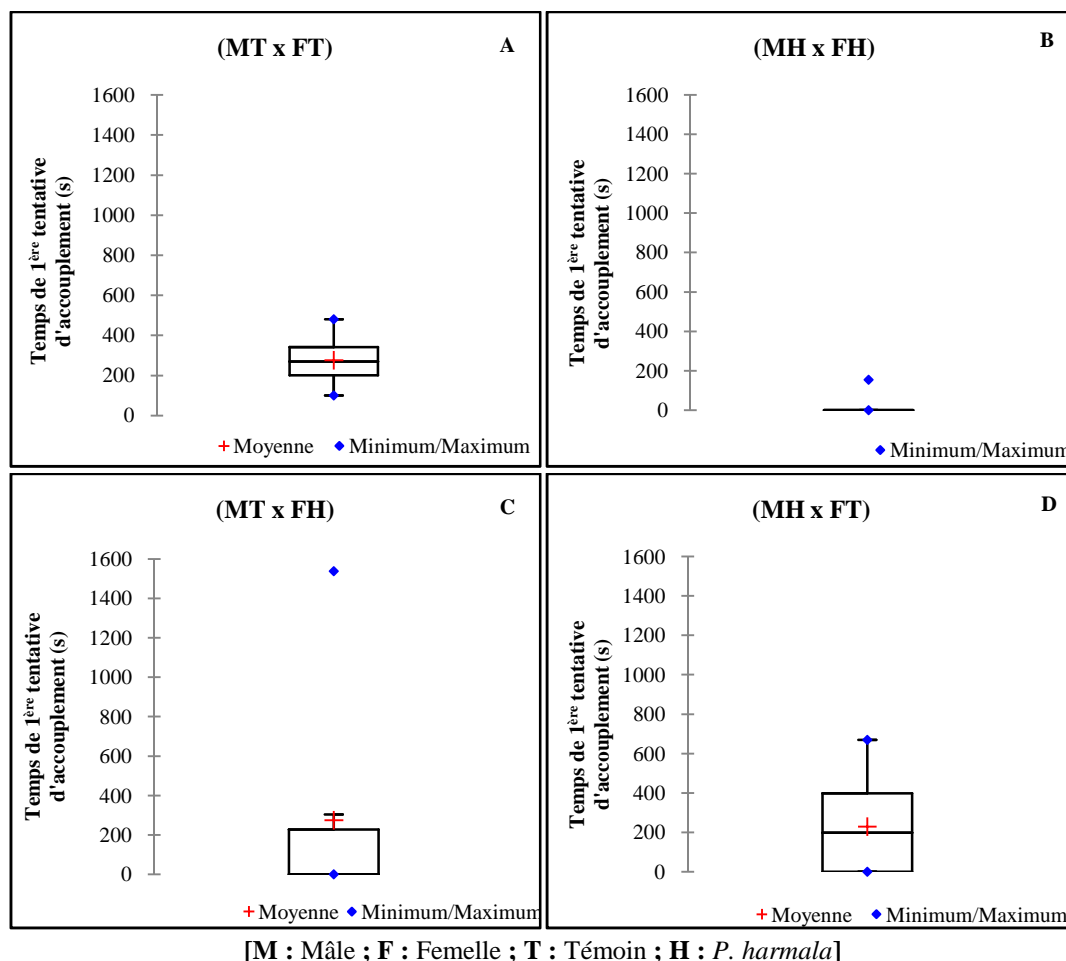 (MT x FT)
A
Temps de 1ère tentative
d'accouplement (s)
1600
1400
1200
1000
800
600
400
200
0
Moyenne
Minimum/Maximum
(MH x FH)
B
Temps de 1ère tentative
d'accouplement (s)
1600
1400
1200
1000
800
600
400
200
0
Minimum/Maximum
(MT x FH)
C
Temps de 1ère tentative
d'accouplement (s)
1600
1400
1200
1000
800
600
400
200
0
Moyenne
Minimum/Maximum
(MH x FT)
D
Temps de 1ère tentative
d'accouplement (s)
1600
1400
1200
1000
800
600
400
200
0
Moyenne
Minimum/Maximum
[M : Mâle ; F : Femelle ; T : Témoin ; H : P. harmala]